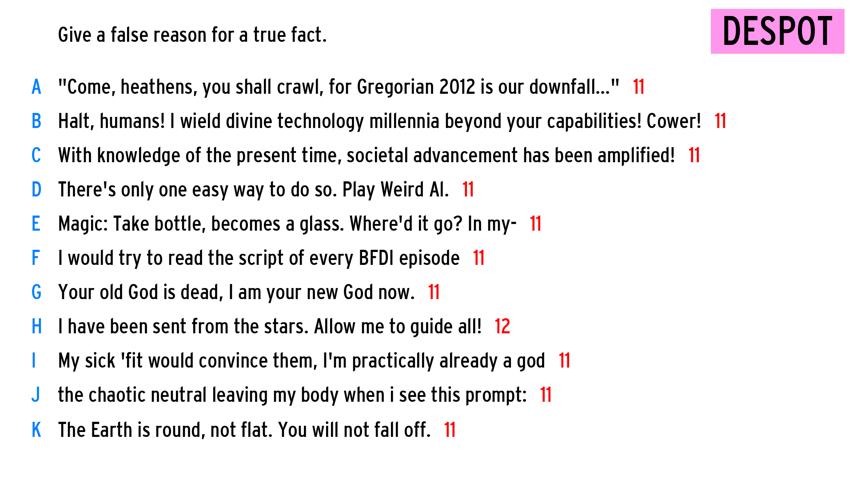 Give a false reason for a true fact.
DESPOT
A "Come, heathens, you shall crawl, for Gregorian 2012 is our downfall..." 11
B Halt, humans! I wield divine technology millennia beyond your capabilities! Cower! 11
C With knowledge of the present time, societal advancement has been amplified! 11
D There's only one easy way to do so. Play Weird Al. 11
E Magic: Take bottle, becomes a glass. Where'd it go? In my- 11
F I would try to read the script of every BFDI episode 11
G Your old God is dead, I am your new God now. 11
H I have been sent from the stars. Allow me to guide all! 12
I My sick 'fit would convince them, I'm practically already a god 11
J the chaotic neutral leaving my body when i see this prompt: 11
K The Earth is round, not flat. You will not fall off. 11